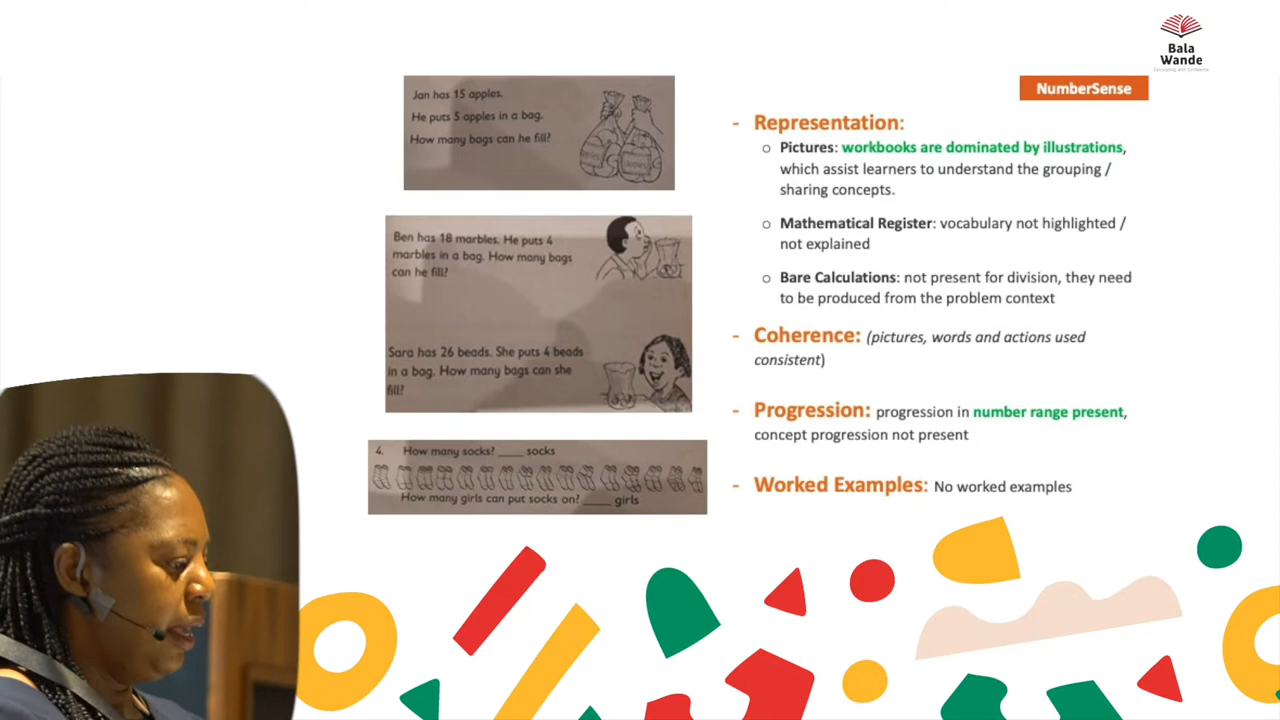 Bala
Wande
Calculating with Confidence
NumberSense
Jan has 15 apples.
He puts 5 apples in a bag.
How many bags can he fill?
Ben has 18 marbles. He puts 4
marbles in a bag. How many bags
can he fill?
Sara has 26 beads. She puts 4 beads
in a bag. How many bags can she
fill?
4. How many socks? ____ socks
How many girls can put socks on? ____ girls
- Representation:
○ Pictures: workbooks are dominated by illustrations,
which assist learners to understand the grouping /
sharing concepts.
○ Mathematical Register: vocabulary not highlighted /
not explained
○ Bare Calculations: not present for division, they need
to be produced from the problem context
- Coherence: (pictures, words and actions used
consistent)
- Progression: progression in number range present,
concept progression not present
- Worked Examples: No worked examples